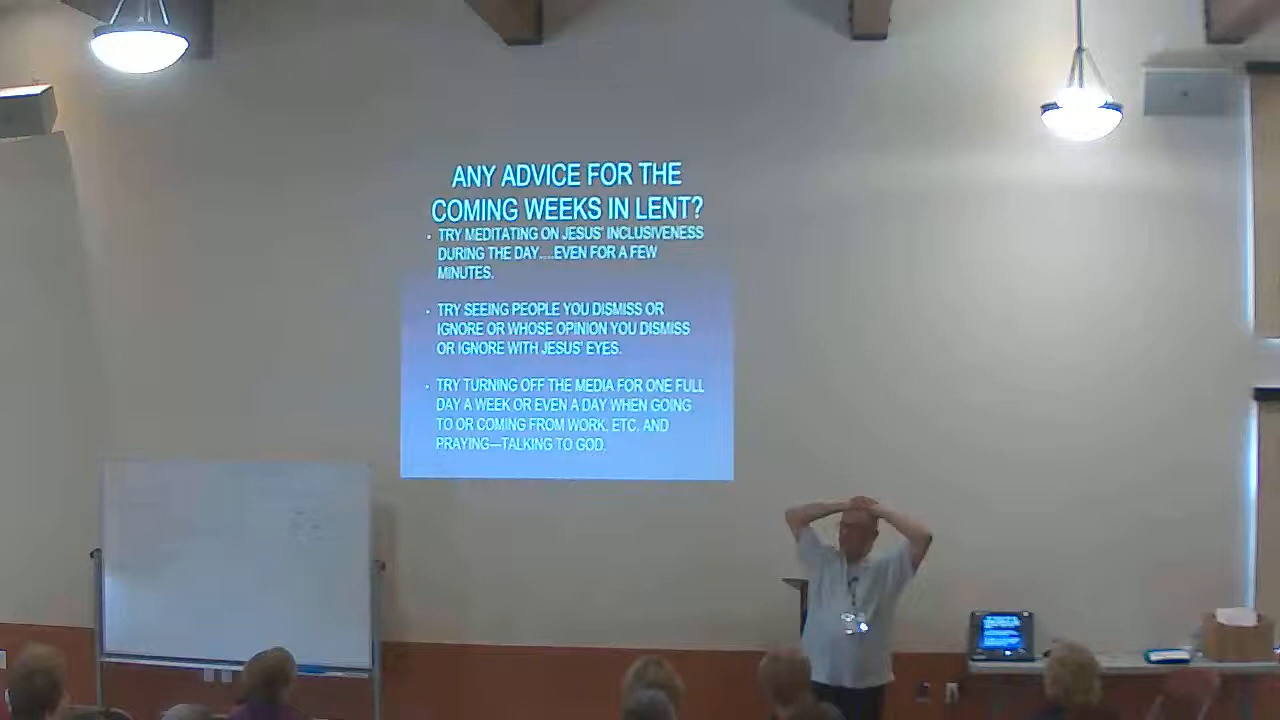 ANY ADVICE FOR THE
COMING WEEKS IN LENT?
• TRY MEDITATING ON JESUS' INCLUSIVENESS
DURING THE DAY....EVEN FOR A FEW
MINUTES.
• TRY SEEING PEOPLE YOU DISMISS OR
IGNORE OR WHOSE OPINION YOU DISMISS
OR IGNORE WITH JESUS' EYES.
• TRY TURNING OFF THE MEDIA FOR ONE FULL
DAY A WEEK OR EVEN A DAY WHEN GOING
TO OR COMING FROM WORK, ETC. AND
PRAYING—TALKING TO GOD.